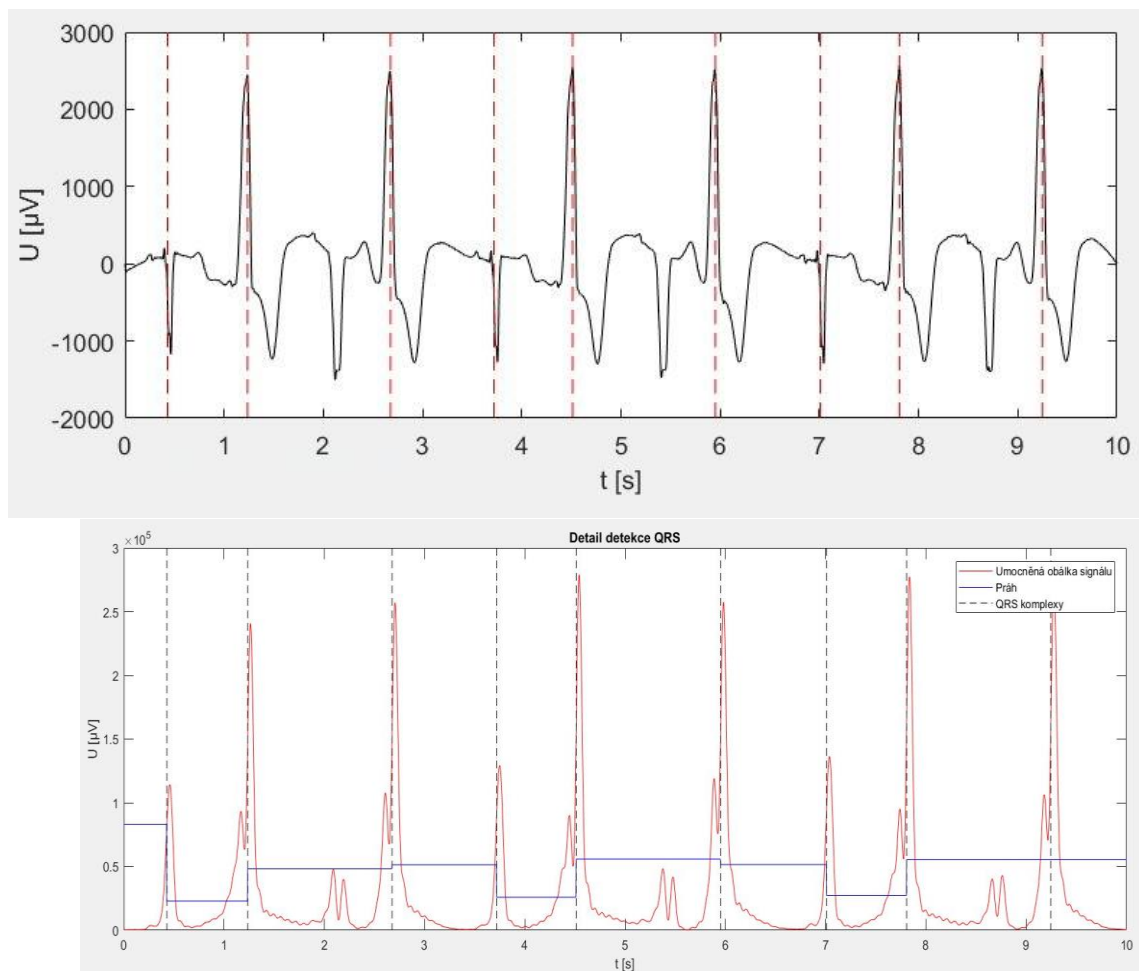 3000
2000
1000
0
-1000
-2000
U [µV]
0 1 2 3 4 5 6 7 8 9 10
t [s]
Detail detekce QRS
×10⁵
3
2.5
2
1.5
1
0.5
0
U [µV]
Umocněná obálka signálu
Práh
QRS komplexy
0 1 2 3 4 5 6 7 8 9 10
t [s]